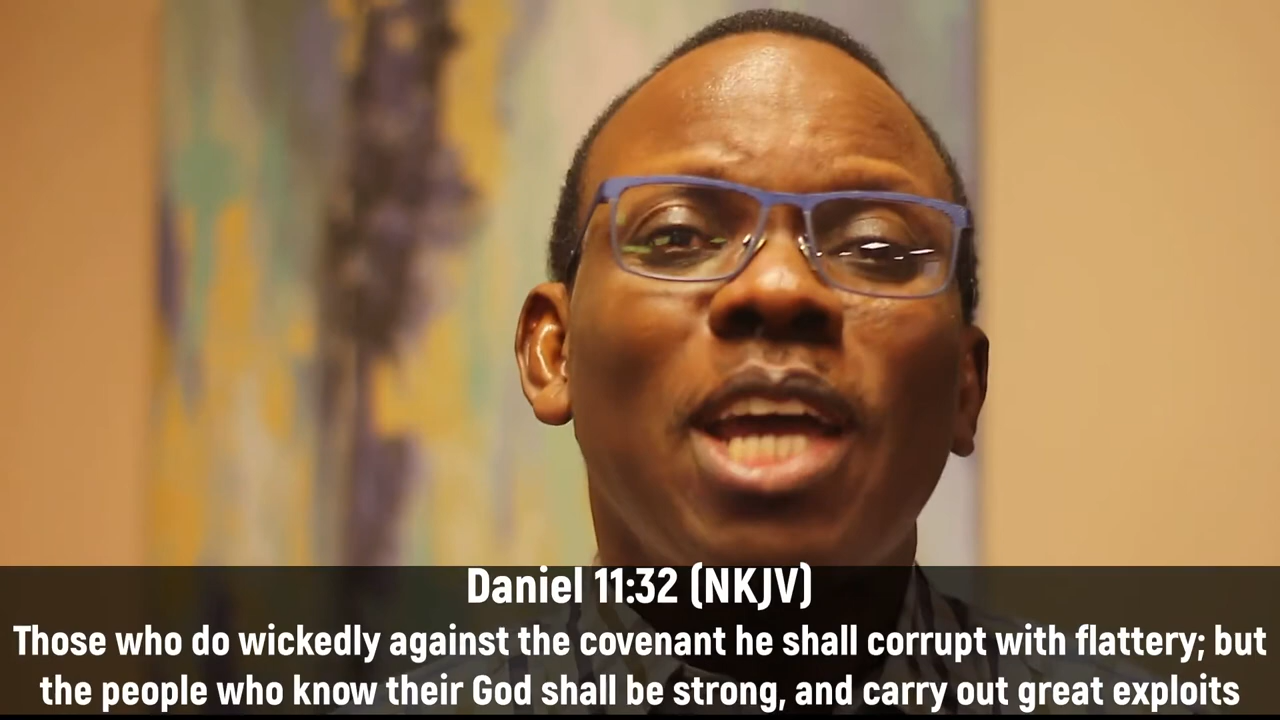 Daniel 11:32 (NKJV)
Those who do wickedly against the covenant he shall corrupt with flattery; but
the people who know their God shall be strong, and carry out great exploits